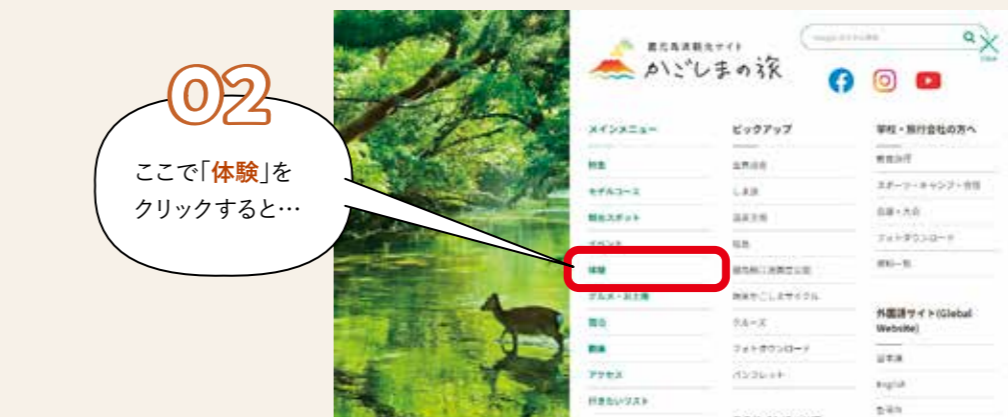 02
ここで「体験」を
クリックすると…
鹿児島県観光サイト
かごしまの旅
メインメニュー
特集
モデルコース
観光スポット
イベント
体験
グルメ・お土産
宿泊
動画
アクセス
行きたいリスト
ピックアップ
世界遺産
しま旅
温泉王国
桜島
霧島錦江湾国立公園
クルーズ
フォトダウンロード
パンフレット
学校・旅行会社の方へ
教育旅行
スポーツ・キャンプ・合宿
会議・大会
フォトダウンロード
資料一覧
外国語サイト(Global
Website)
日本語
English